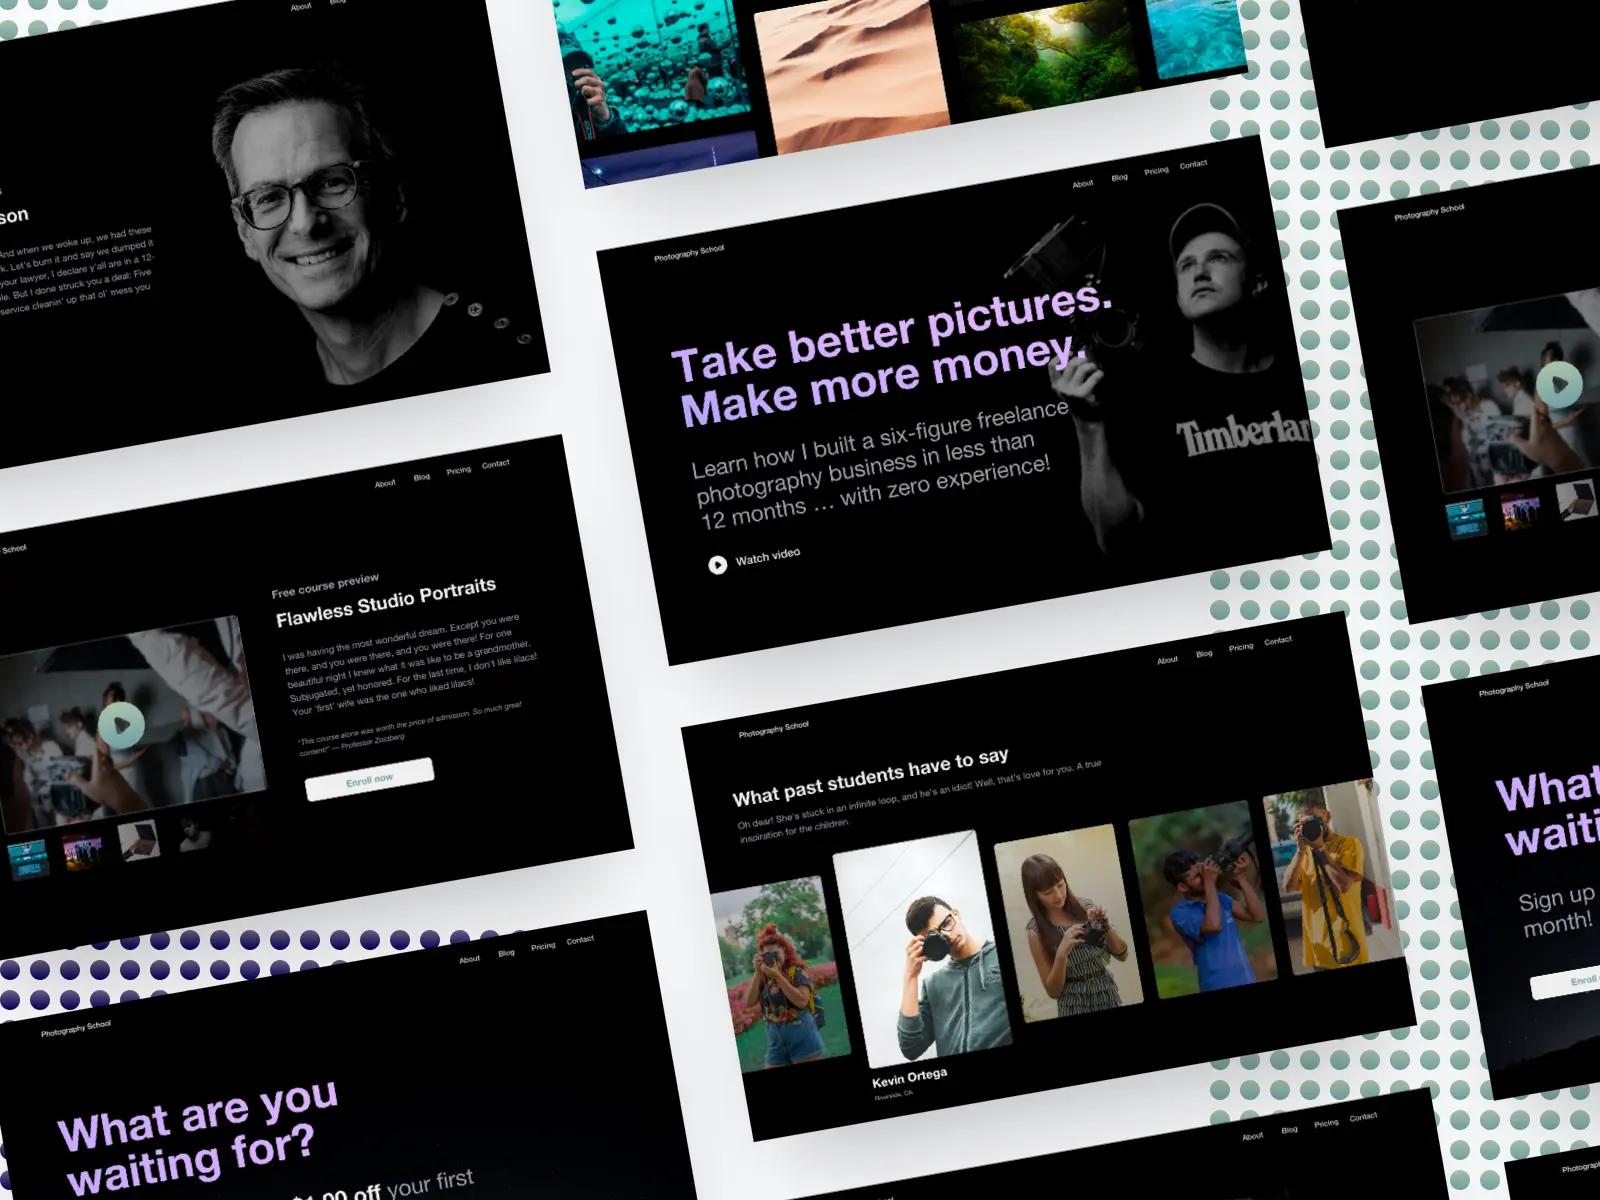 About
Blog
son
And when we woke up, we had these
k. Let's burn it and say we dumped it
your lawyer, I declare y'all are in a 12-
le. But I done struck you a deal: Five
service cleanin' up that ol' mess you
About
Blog
Pricing
Contact
Photography School
Take better pictures.
Make more money.
Learn how I built a six-figure freelance
photography business in less than
12 months ... with zero experience!
Watch video
Timberlan
Photography School
About
Blog
Pricing
Contact
School
Free course preview
Flawless Studio Portraits
I was having the most wonderful dream. Except you were
there, and you were there, and you were there! For one
beautiful night I knew what it was like to be a grandmother.
Subjugated, yet honored. For the last time, I don't like lilacs!
Your 'first' wife was the one who liked lilacs!
"This course alone was worth the price of admission. So much great
content!" — Professor Zoidberg
Enroll now
About
Blog
Pricing
Contact
Photography School
What past students have to say
Oh dear! She's stuck in an infinite loop, and he's an idiot! Well, that's love for you. A true
inspiration for the children.
Kevin Ortega
Riverside, CA
Photography School
What
waiti
Sign up
month!
Enroll
About
Blog
Pricing
Contact
Photography School
What are you
waiting for?
$1.00 off your first
About
Blog
Pricing
Contact
Photography